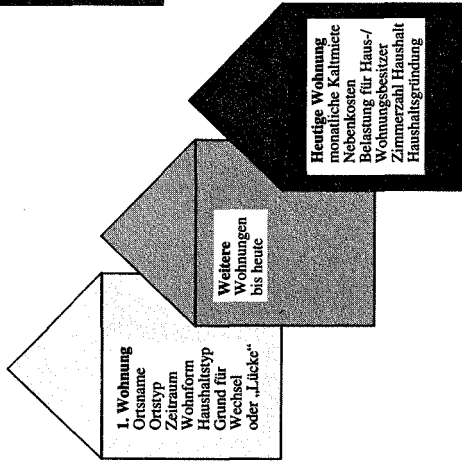 1. Wohnung
Ortsname
Ortstyp
Zeitraum
Wohnform
Haushaltstyp
Grund für
Wechsel
oder „Lücke“
Weitere
Wohnungen
bis heute
Heutige Wohnung
monatliche Kaltmiete
Nebenkosten
Belastung für Haus-/
Wohnungsbesitzer
Zimmerzahl Haushalt
Haushaltsgründung